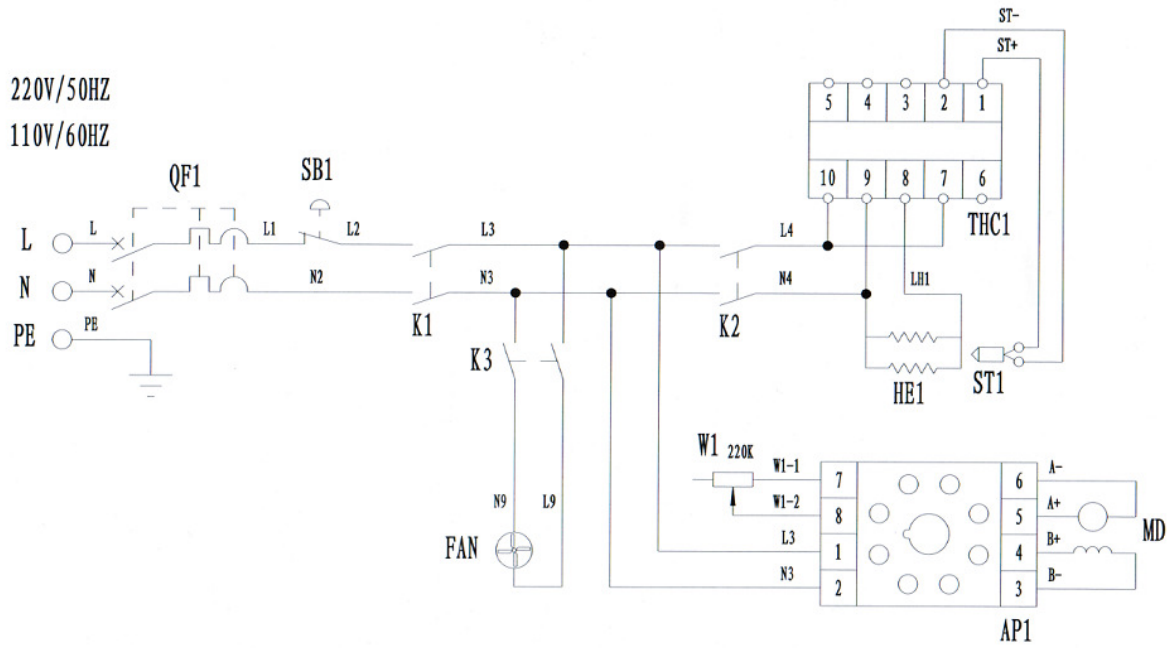 ST-
ST+
220V/50HZ
110V/60HZ
5 4 3 2 1
10 9 8 7 6
THC1
QF1
SB1
L L L1 L2 L3 L4
N N N2 N3 N4 LH1
PE PE
K1
K2
K3
HE1
ST1
W1 220K
W1-1 7 6 A-
W1-2 8 5 A+
MD
N9 L9
FAN
L3 1 4 B+
N3 2 3 B-
AP1